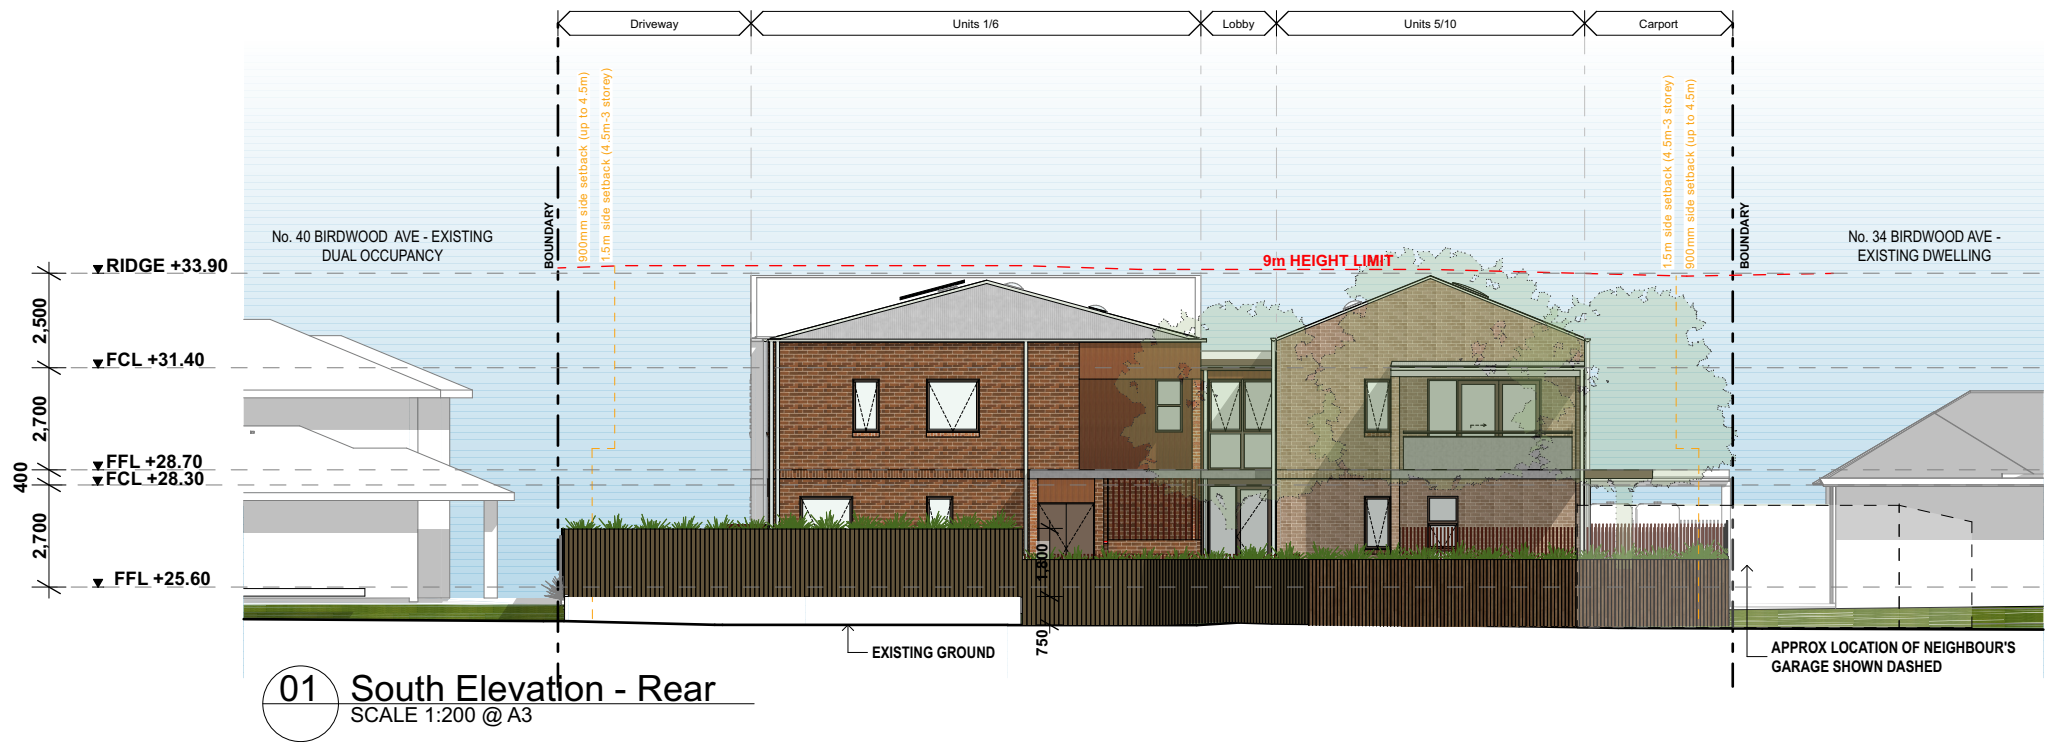 Driveway
Units 1/6
Lobby
Units 5/10
Carport
900mm side setback (up to 4.5m)
1.5m side setback (4.5m-3 storey)
1.5m side setback (4.5m-3 storey)
900mm side setback (up to 4.5m)
BOUNDARY
BOUNDARY
No. 40 BIRDWOOD AVE - EXISTING
DUAL OCCUPANCY
No. 34 BIRDWOOD AVE -
EXISTING DWELLING
9m HEIGHT LIMIT
RIDGE +33.90
2,500
FCL +31.40
2,700
FFL +28.70
400
FCL +28.30
2,700
FFL +25.60
1,800
750
EXISTING GROUND
APPROX LOCATION OF NEIGHBOUR'S
GARAGE SHOWN DASHED
01
South Elevation - Rear
SCALE 1:200 @ A3